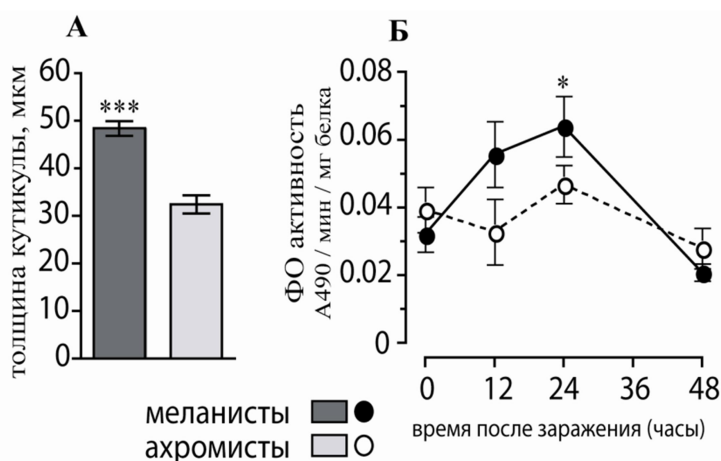 А
толщина кутикулы, мкм
60
50
40
30
20
10
0
***
Б
ФО активность
А490 / мин / мг белка
0.08
0.06
0.04
0.02
0
*
0 12 24 36 48
время после заражения (часы)
меланисты
ахромисты